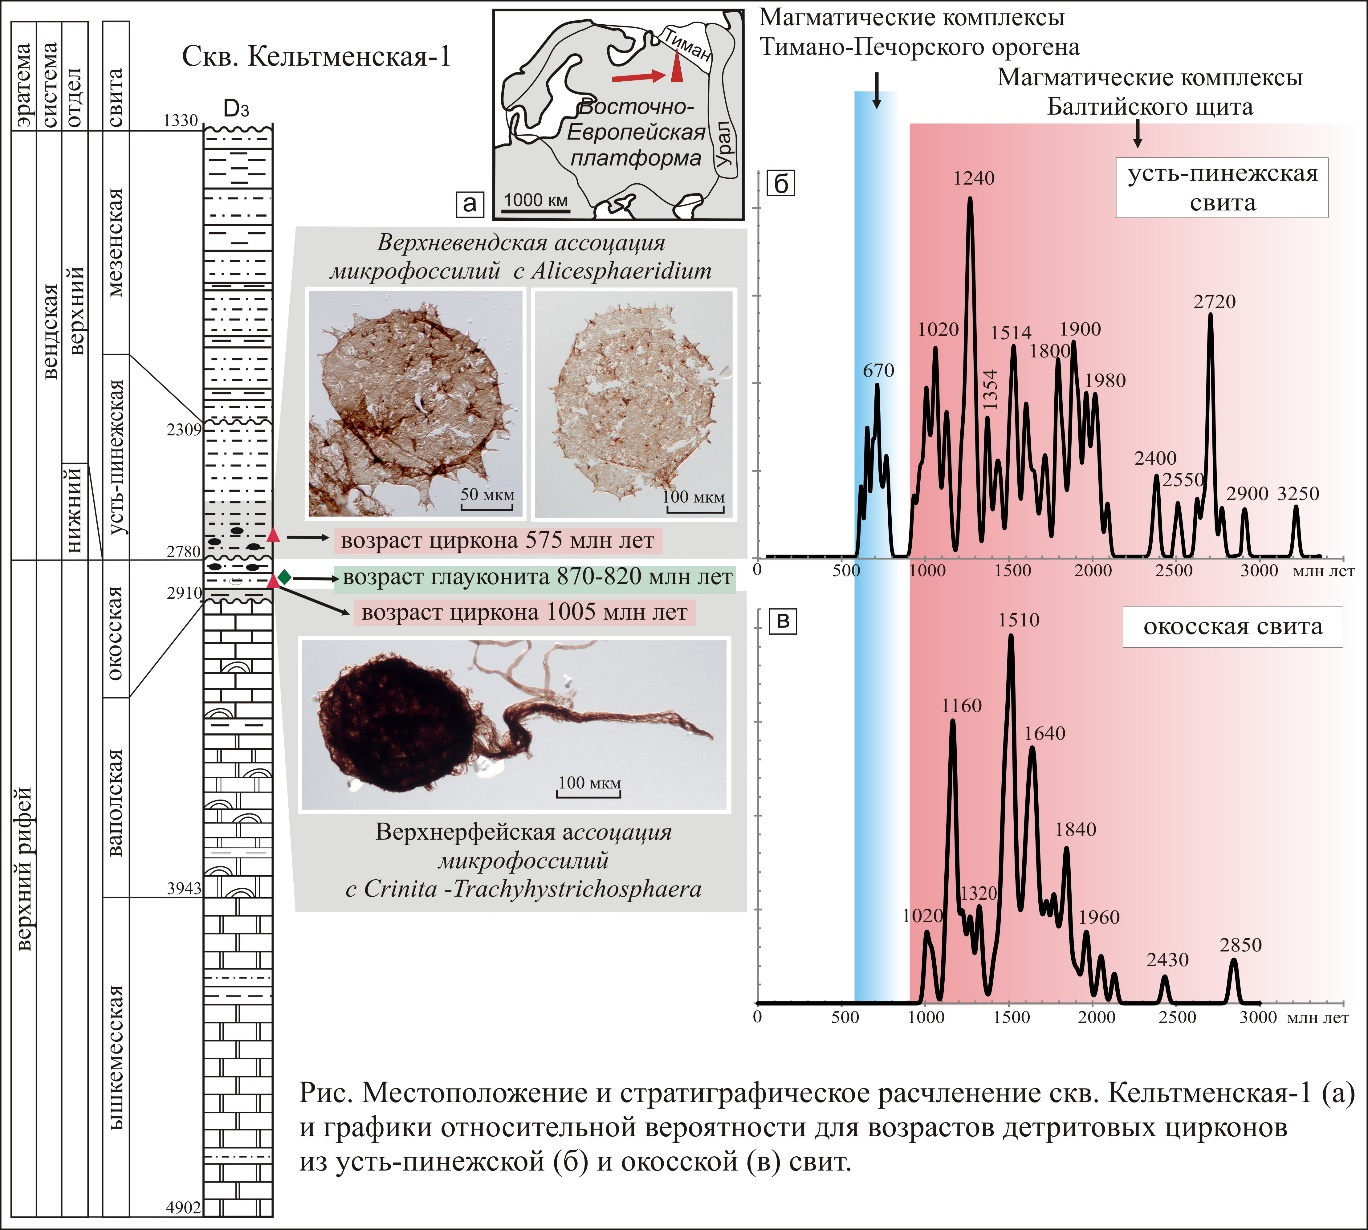 эратема
система
отдел
свита
Скв. Кельтменская-1
D3
1330
2309
2780
2910
3943
4902
верхний рифей
вендская
верхний
нижний
мезенская
усть-пинежская
окосская
ваполская
ышкемесская
Тиман
Восточно-
Европейская
платформа
Урал
1000 км
а
Верхневендская ассоцация
микрофоссилий с Alicesphaeridium
50 мкм
100 мкм
возраст циркона 575 млн лет
возраст глауконита 870-820 млн лет
возраст циркона 1005 млн лет
100 мкм
Верхнерфейская ассоцация
микрофоссилий
с Crinita -Trachyhystrichosphaera
Магматические комплексы
Тимано-Печорского орогена
Магматические комплексы
Балтийского щита
б
усть-пинежская
свита
670
1020
1240
1354
1514
1800
1900
1980
2400
2550
2720
2900
3250
0 500 1000 1500 2000 2500 3000 млн лет
в
окосская свита
1020
1160
1320
1510
1640
1840
1960
2430
2850
0 500 1000 1500 2000 2500 3000 млн лет
Рис. Местоположение и стратиграфическое расчленение скв. Кельтменская-1 (а)
и графики относительной вероятности для возрастов детритовых цирконов
из усть-пинежской (б) и окосской (в) свит.